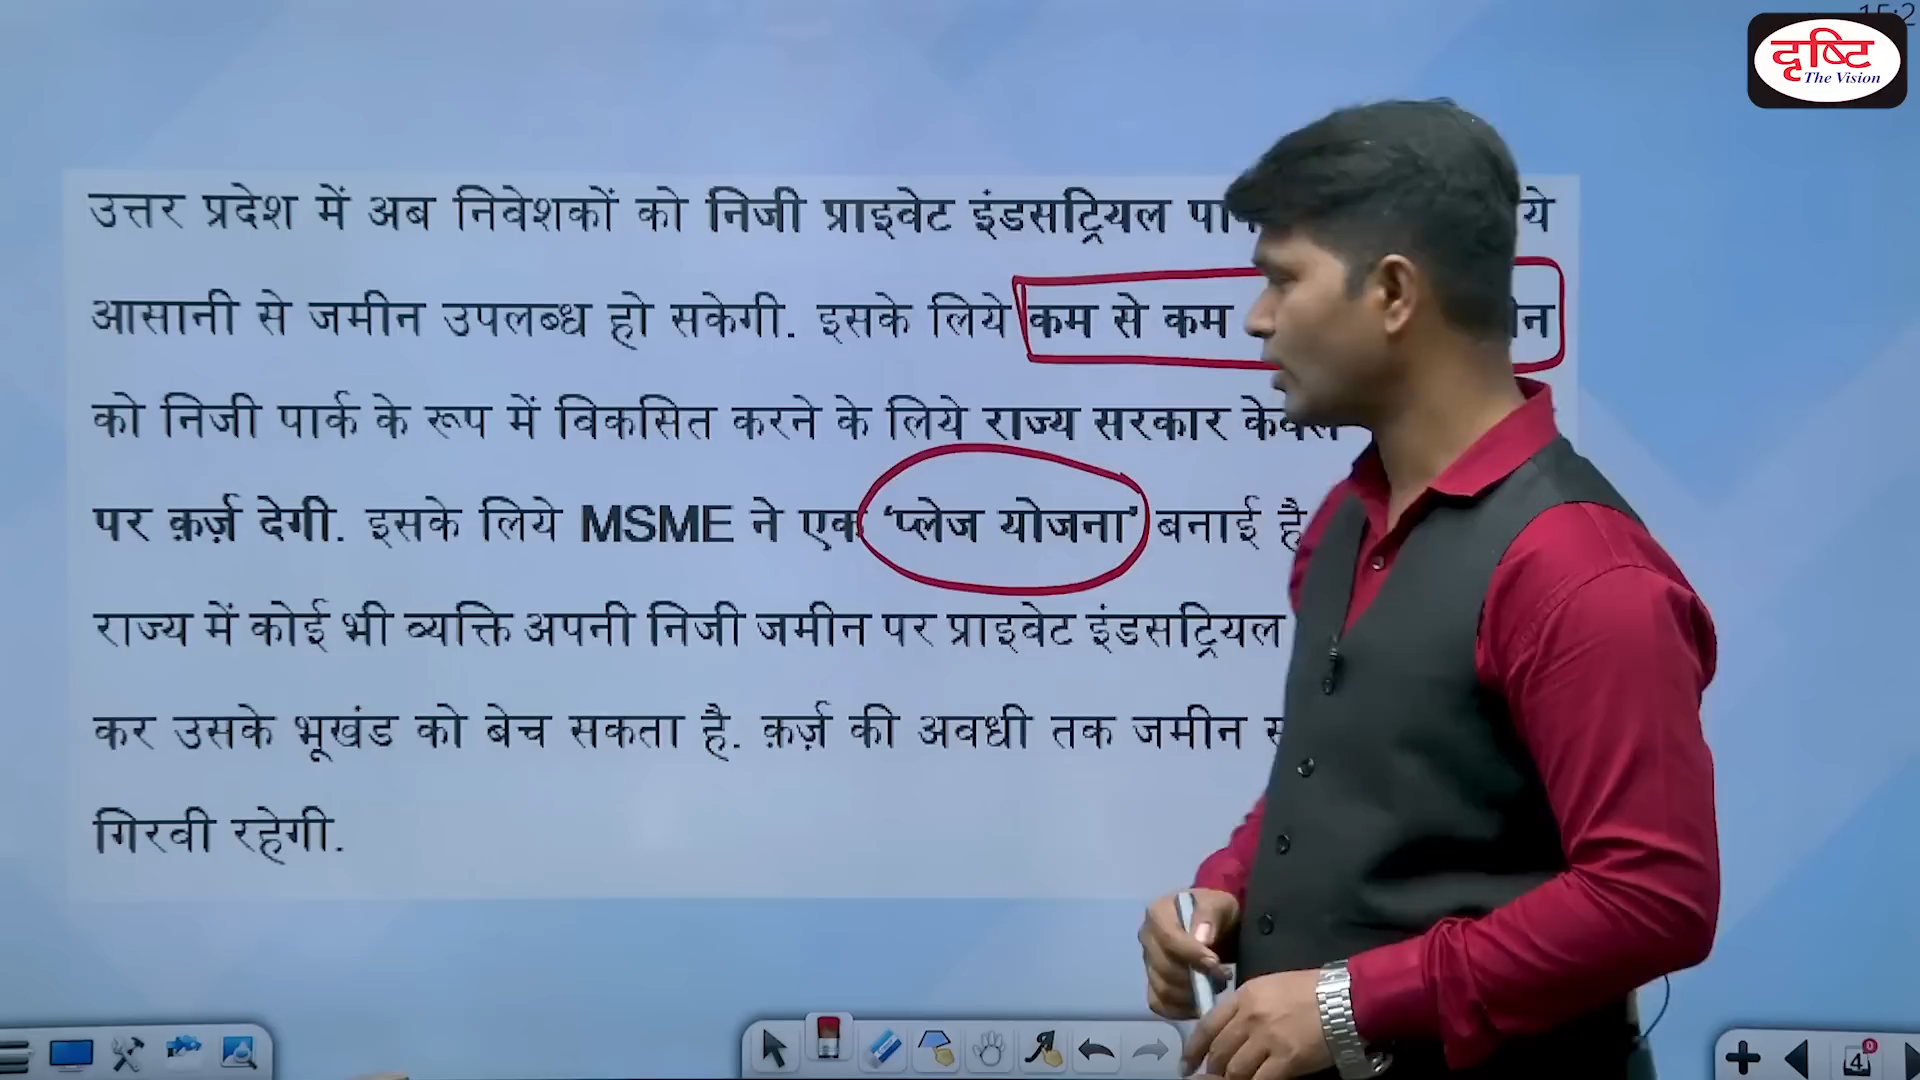 दृष्टि
The Vision
उत्तर प्रदेश में अब निवेशकों को निजी प्राइवेट इंडसट्रियल ये
आसानी से जमीन उपलब्ध हो सकेगी. इसके लिये कम से कम
को निजी पार्क के रूप में विकसित करने के लिये राज्य सरकार केवल
पर क़र्ज़ देगी. इसके लिये MSME ने एक ‘प्लेज योजना’ बनाई है
राज्य में कोई भी व्यक्ति अपनी निजी जमीन पर प्राइवेट इंडसट्रियल
कर उसके भूखंड को बेच सकता है. क़र्ज़ की अवधी तक जमीन
गिरवी रहेगी.
4
0